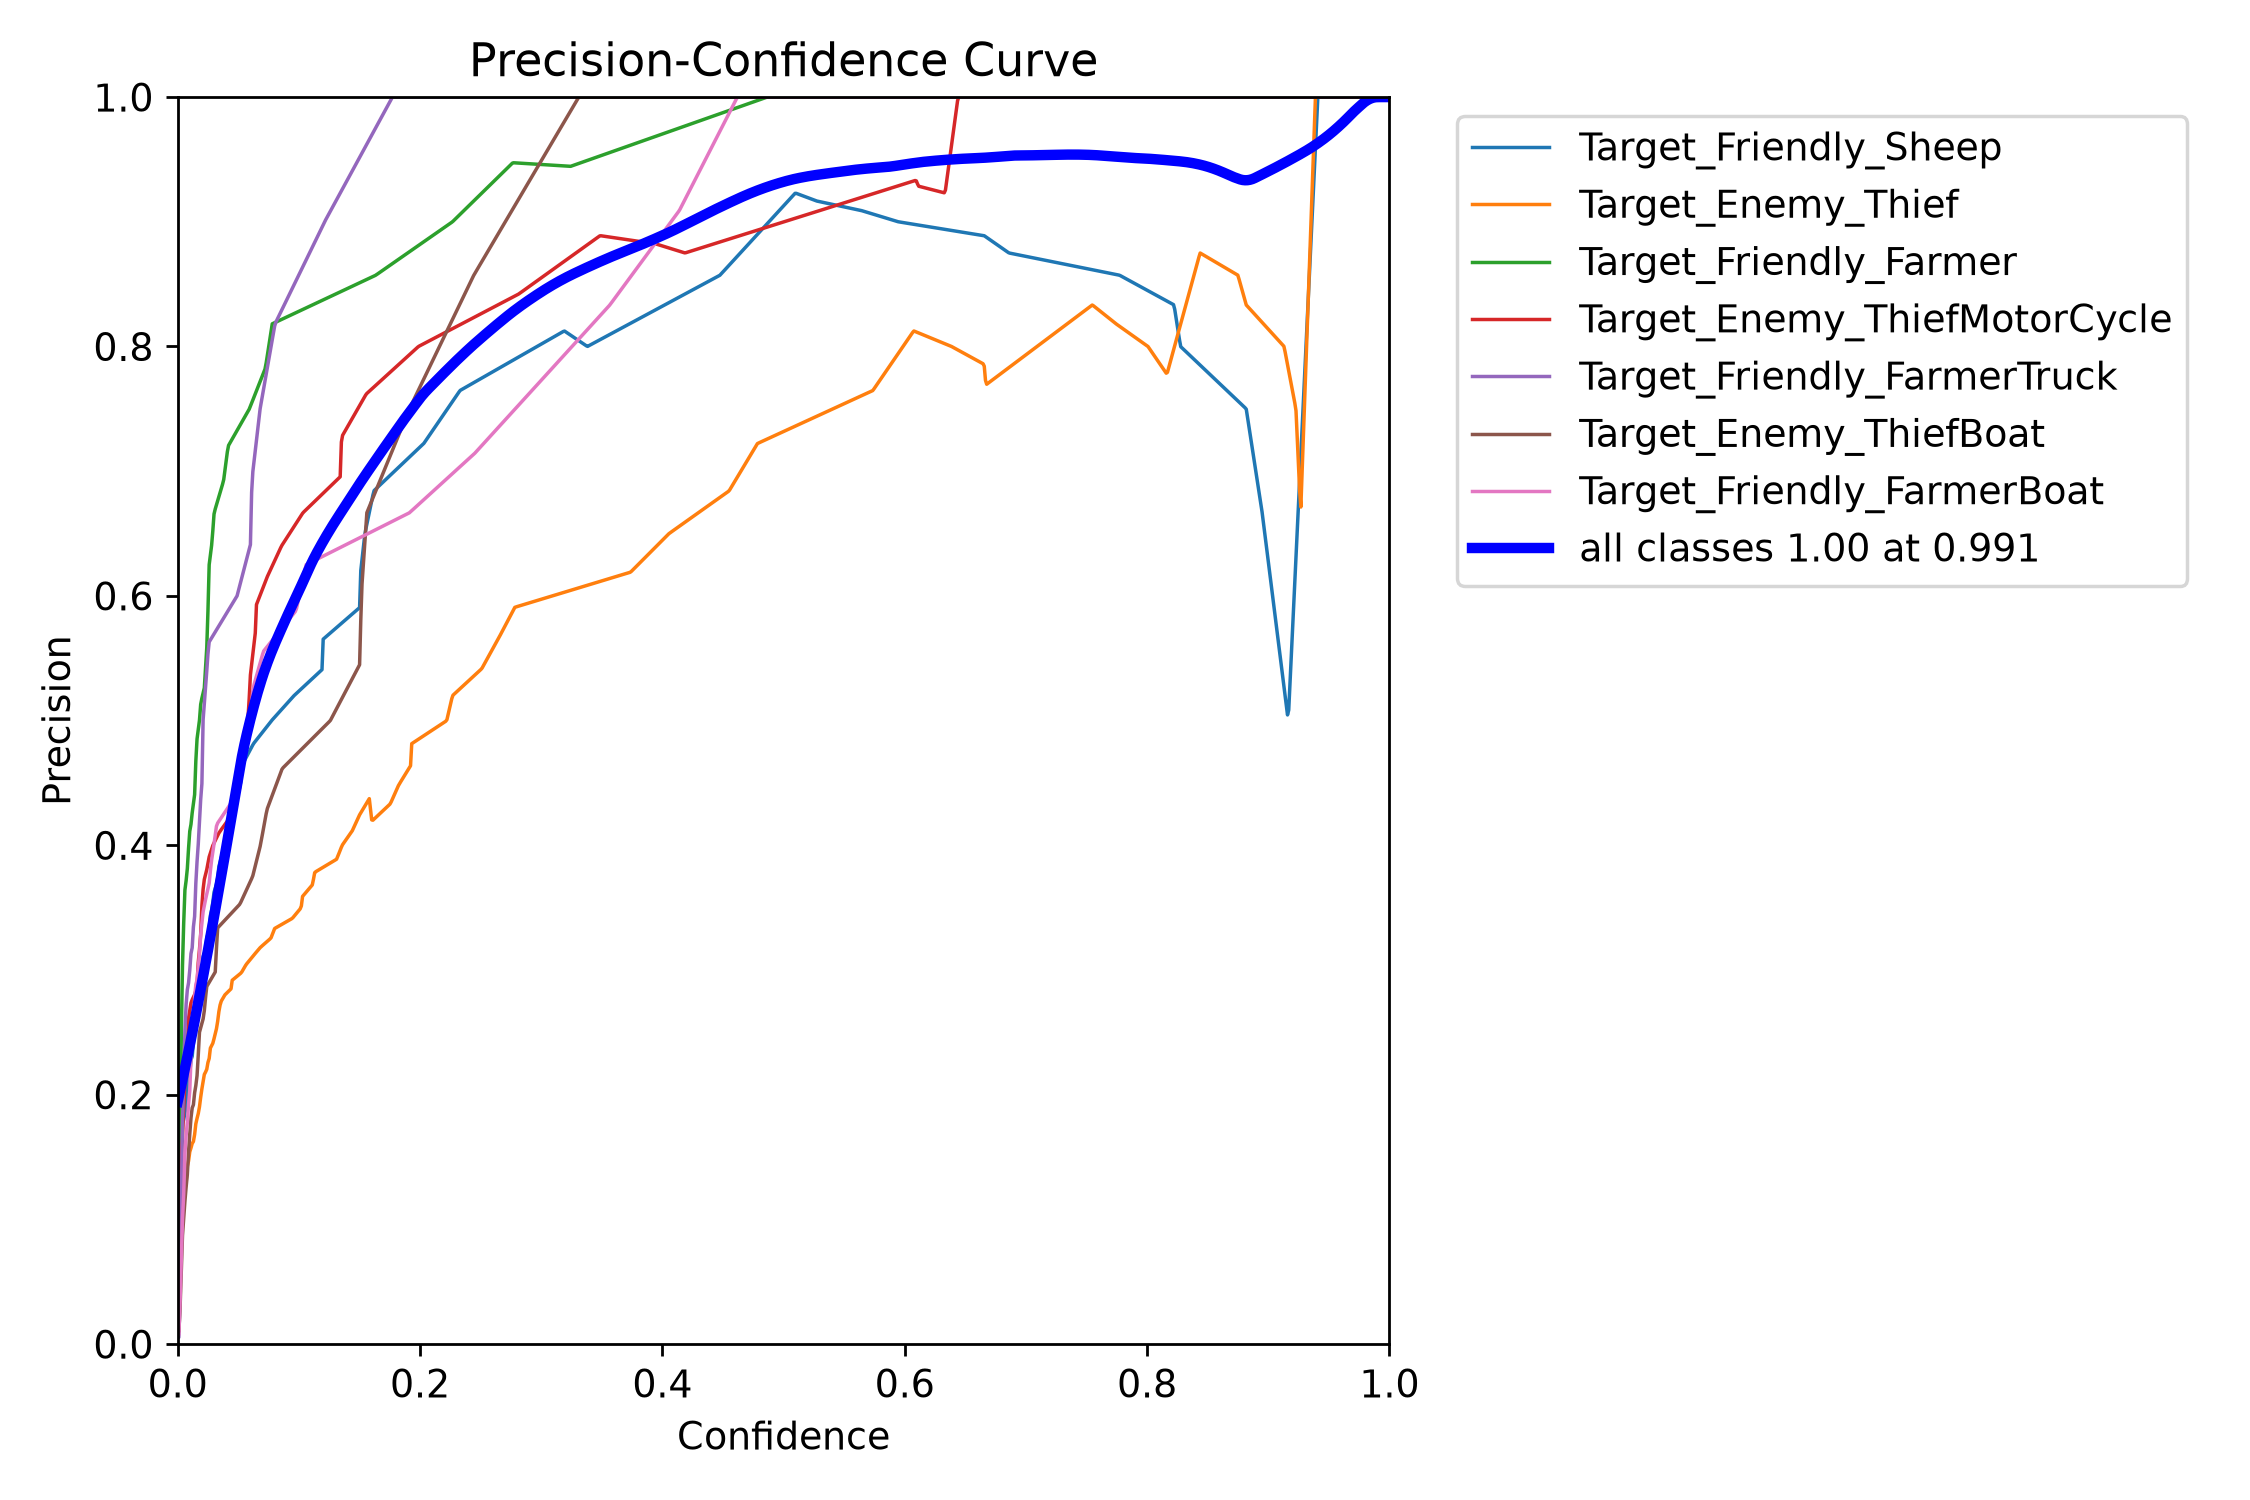 Precision-Confidence Curve
Target_Friendly_Sheep
Target_Enemy_Thief
Target_Friendly_Farmer
Target_Enemy_ThiefMotorCycle
Target_Friendly_FarmerTruck
Target_Enemy_ThiefBoat
Target_Friendly_FarmerBoat
all classes 1.00 at 0.991
Precision
1.0
0.8
0.6
0.4
0.2
0.0
0.0 0.2 0.4 0.6 0.8 1.0
Confidence